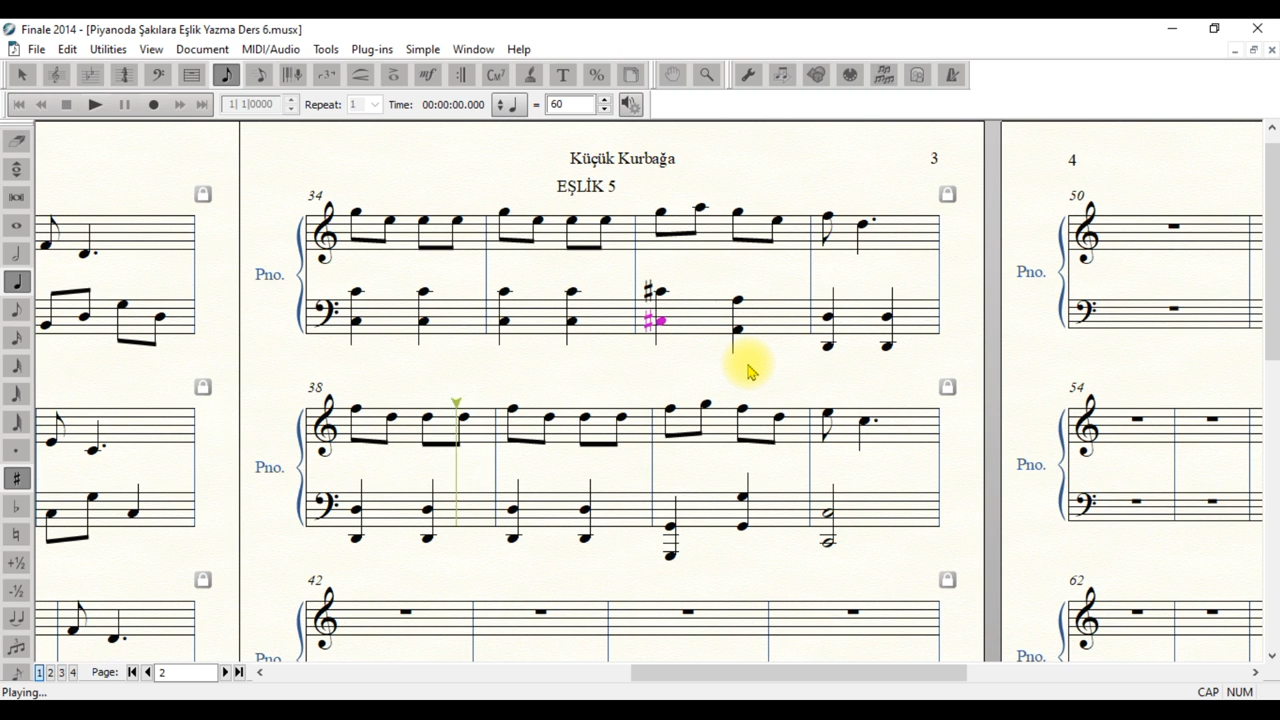 Finale 2014 - [Piyanoda Şakılara Eşlik Yazma Ders 6.musx]
File Edit Utilities View Document MIDI/Audio Tools Plug-ins Simple Window Help
1| 1|0000 Repeat: 1 Time: 00:00:00.000 = 60
Küçük Kurbağa 3 4
EŞLİK 5
34 50
Pno. Pno.
38 54
Pno. Pno.
42 62
Pno. Pno.
1 2 3 4 Page: 2
Playing... CAP NUM